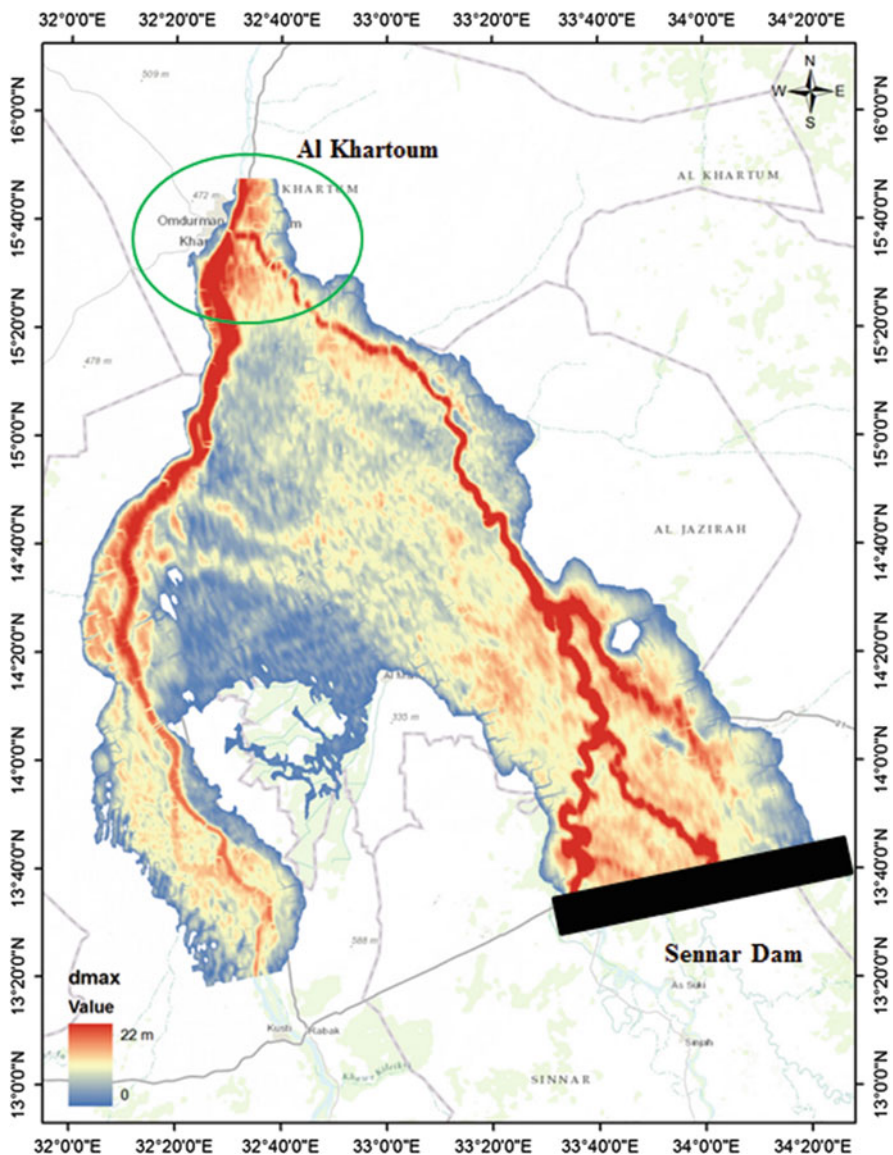 32°0'0"E 32°20'0"E 32°40'0"E 33°0'0"E 33°20'0"E 33°40'0"E 34°0'0"E 34°20'0"E
N
W E
S
509 m
16°0'0"N
16°0'0"N
Al Khartoum
AL KHARTUM
KHARTUM
472 m
Omdurman
Khar
m
15°40'0"N
15°40'0"N
15°20'0"N
15°20'0"N
478 m
15°0'0"N
15°0'0"N
AL JAZIRAH
14°40'0"N
14°40'0"N
14°20'0"N
14°20'0"N
335 m
14°0'0"N
14°0'0"N
13°40'0"N
13°40'0"N
588 m
Sennar Dam
13°20'0"N
13°20'0"N
As Suki
dmax
Value
22 m
0
Kusti Rabak
Sinjah
SINNAR
13°0'0"N
13°0'0"N
32°0'0"E 32°20'0"E 32°40'0"E 33°0'0"E 33°20'0"E 33°40'0"E 34°0'0"E 34°20'0"E